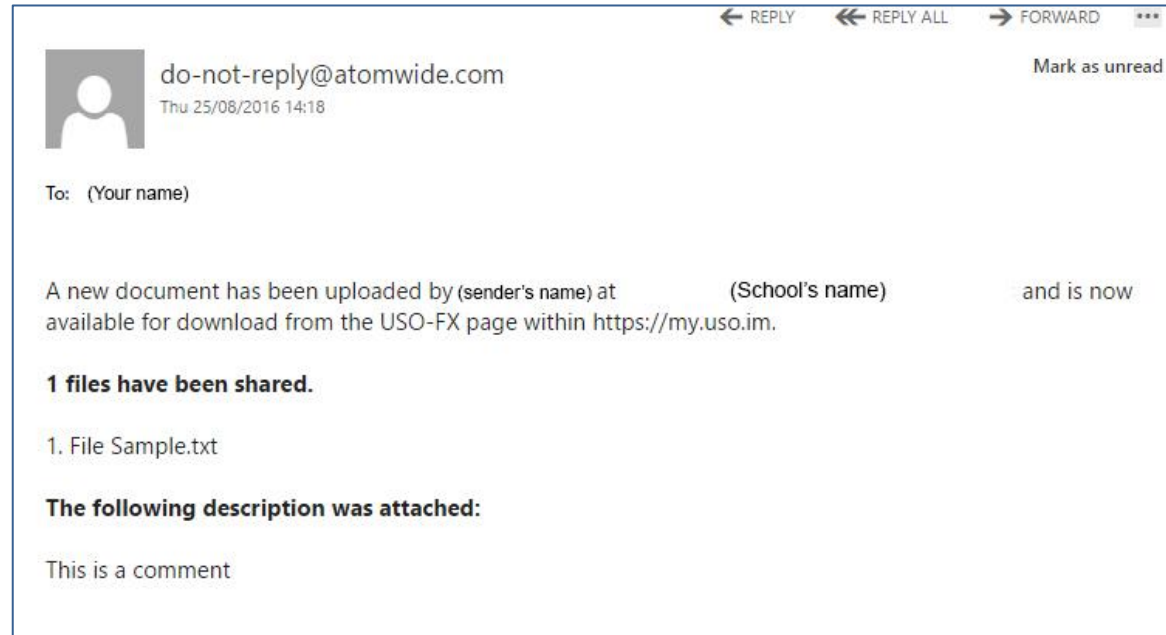 REPLY REPLY ALL FORWARD
do-not-reply@atomwide.com
Mark as unread
Thu 25/08/2016 14:18
To: (Your name)
A new document has been uploaded by (sender's name) at (School's name) and is now
available for download from the USO-FX page within https://my.uso.im.
1 files have been shared.
1. File Sample.txt
The following description was attached:
This is a comment